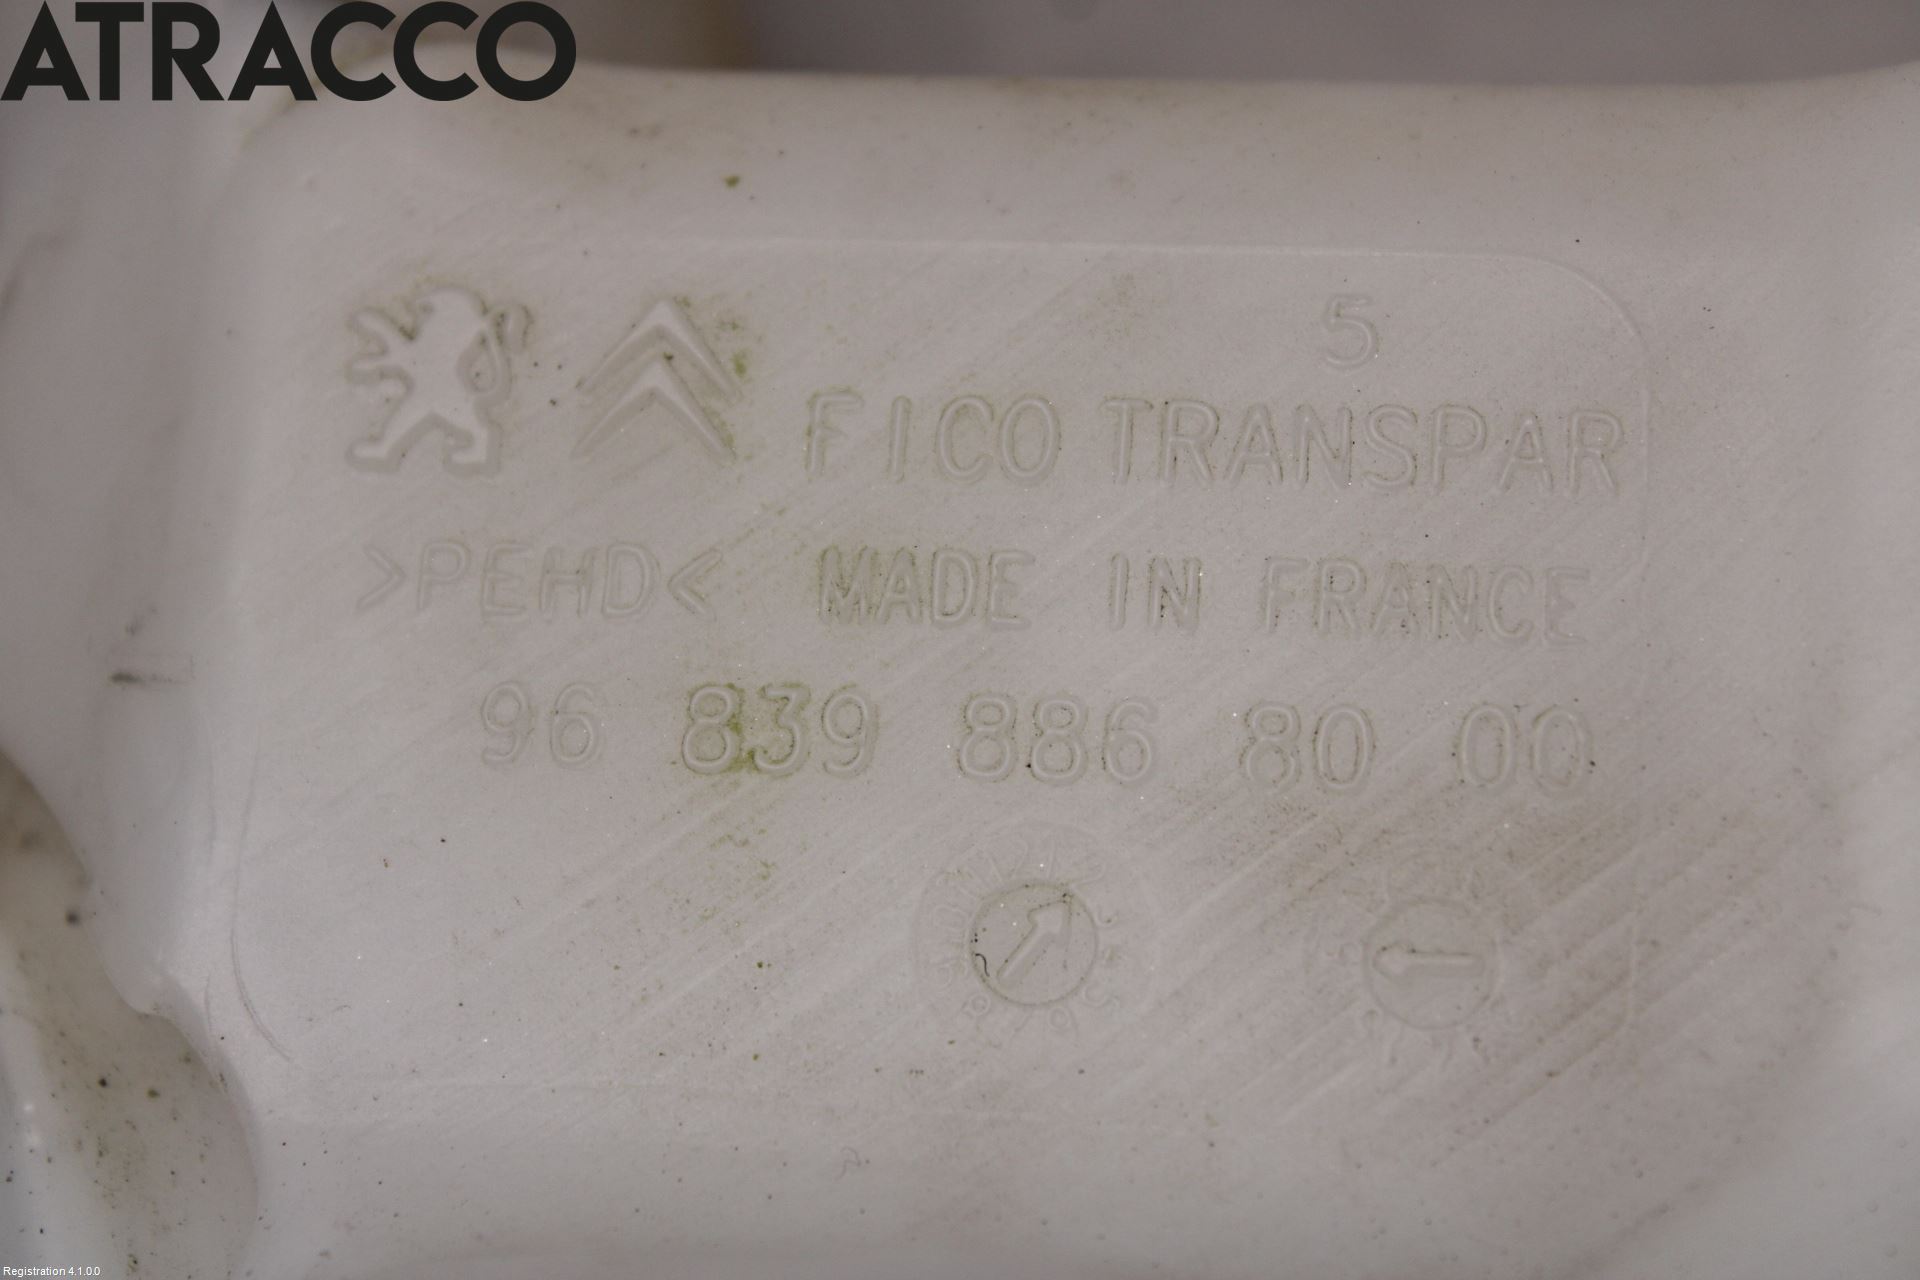 ATRACCO
5
FICO TRANSPAR
>PEHD< MADE IN FRANCE
96 839 886 80 00
Registration 4.1.0.0